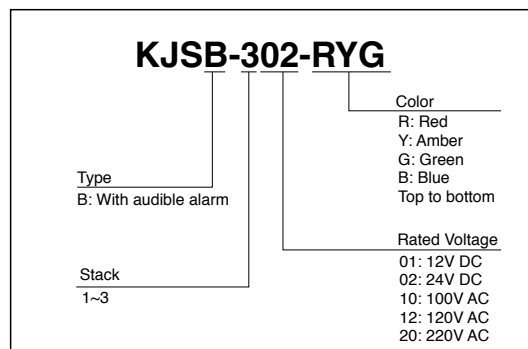 KJSB-302-RYG
Color
R: Red
Y: Amber
G: Green
B: Blue
Top to bottom
Type
B: With audible alarm
Rated Voltage
01: 12V DC
02: 24V DC
10: 100V AC
12: 120V AC
20: 220V AC
Stack
1~3